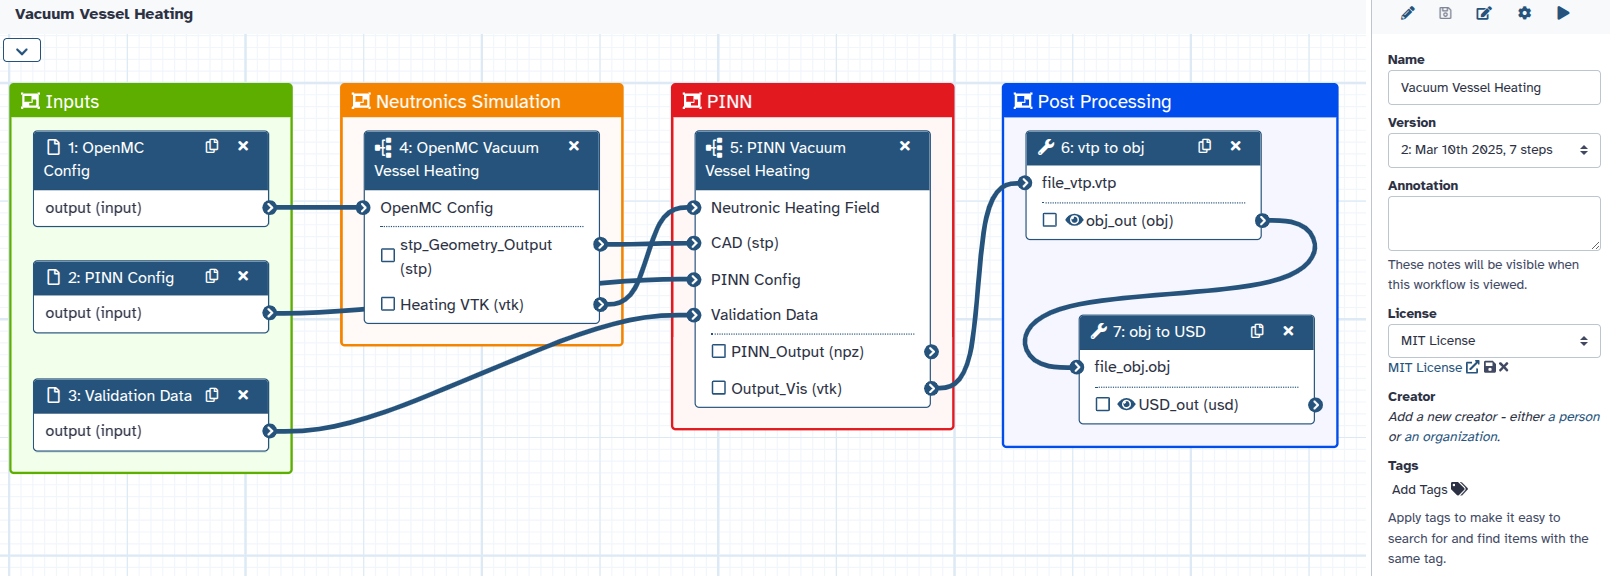 Vacuum Vessel Heating
Inputs
1: OpenMC
Config
output (input)
2: PINN Config
output (input)
3: Validation Data
output (input)
Neutronics Simulation
4: OpenMC Vacuum
Vessel Heating
OpenMC Config
stp_Geometry_Output
(stp)
Heating VTK (vtk)
PINN
5: PINN Vacuum
Vessel Heating
Neutronic Heating Field
CAD (stp)
PINN Config
Validation Data
PINN_Output (npz)
Output_Vis (vtk)
Post Processing
6: vtp to obj
file_vtp.vtp
obj_out (obj)
7: obj to USD
file_obj.obj
USD_out (usd)
Name
Vacuum Vessel Heating
Version
2: Mar 10th 2025, 7 steps
Annotation
These notes will be visible when
this workflow is viewed.
License
MIT License
MIT License
Creator
Add a new creator - either a person
or an organization.
Tags
Add Tags
Apply tags to make it easy to
search for and find items with the
same tag.